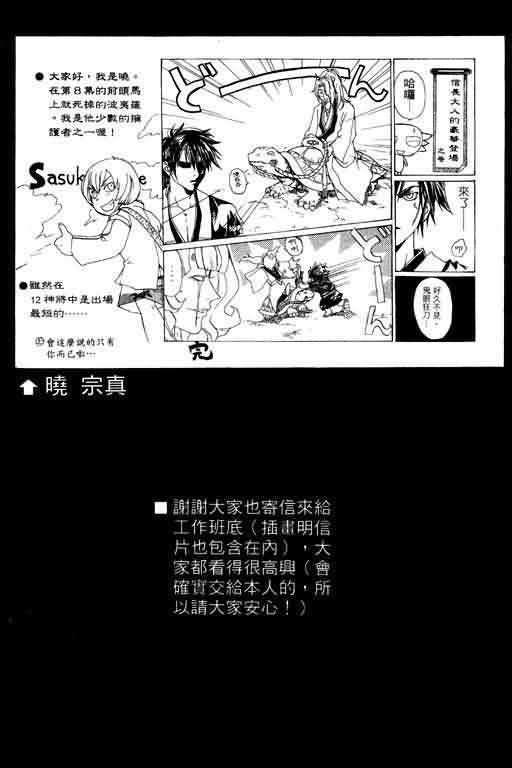 信長大人的豪華登場
之卷
哈囉
來了
好久不見,
鬼眼狂刀…
どーーん
どーん
完
● 大家好,我是曉。
在第8集的前頭馬
上就死掉的波夷羅
。我是他少數的擁
護者之一喔!
Sasuke
● 雖然在
12神將中是出場
最短的……
會這麼說的只有
你而已啦…
⬆ 曉 宗真
■ 謝謝大家也寄信來給
工作班底(插畫明信
片也包含在內),大
家都看得很高興(會
確實交給本人的,所
以請大家安心!)